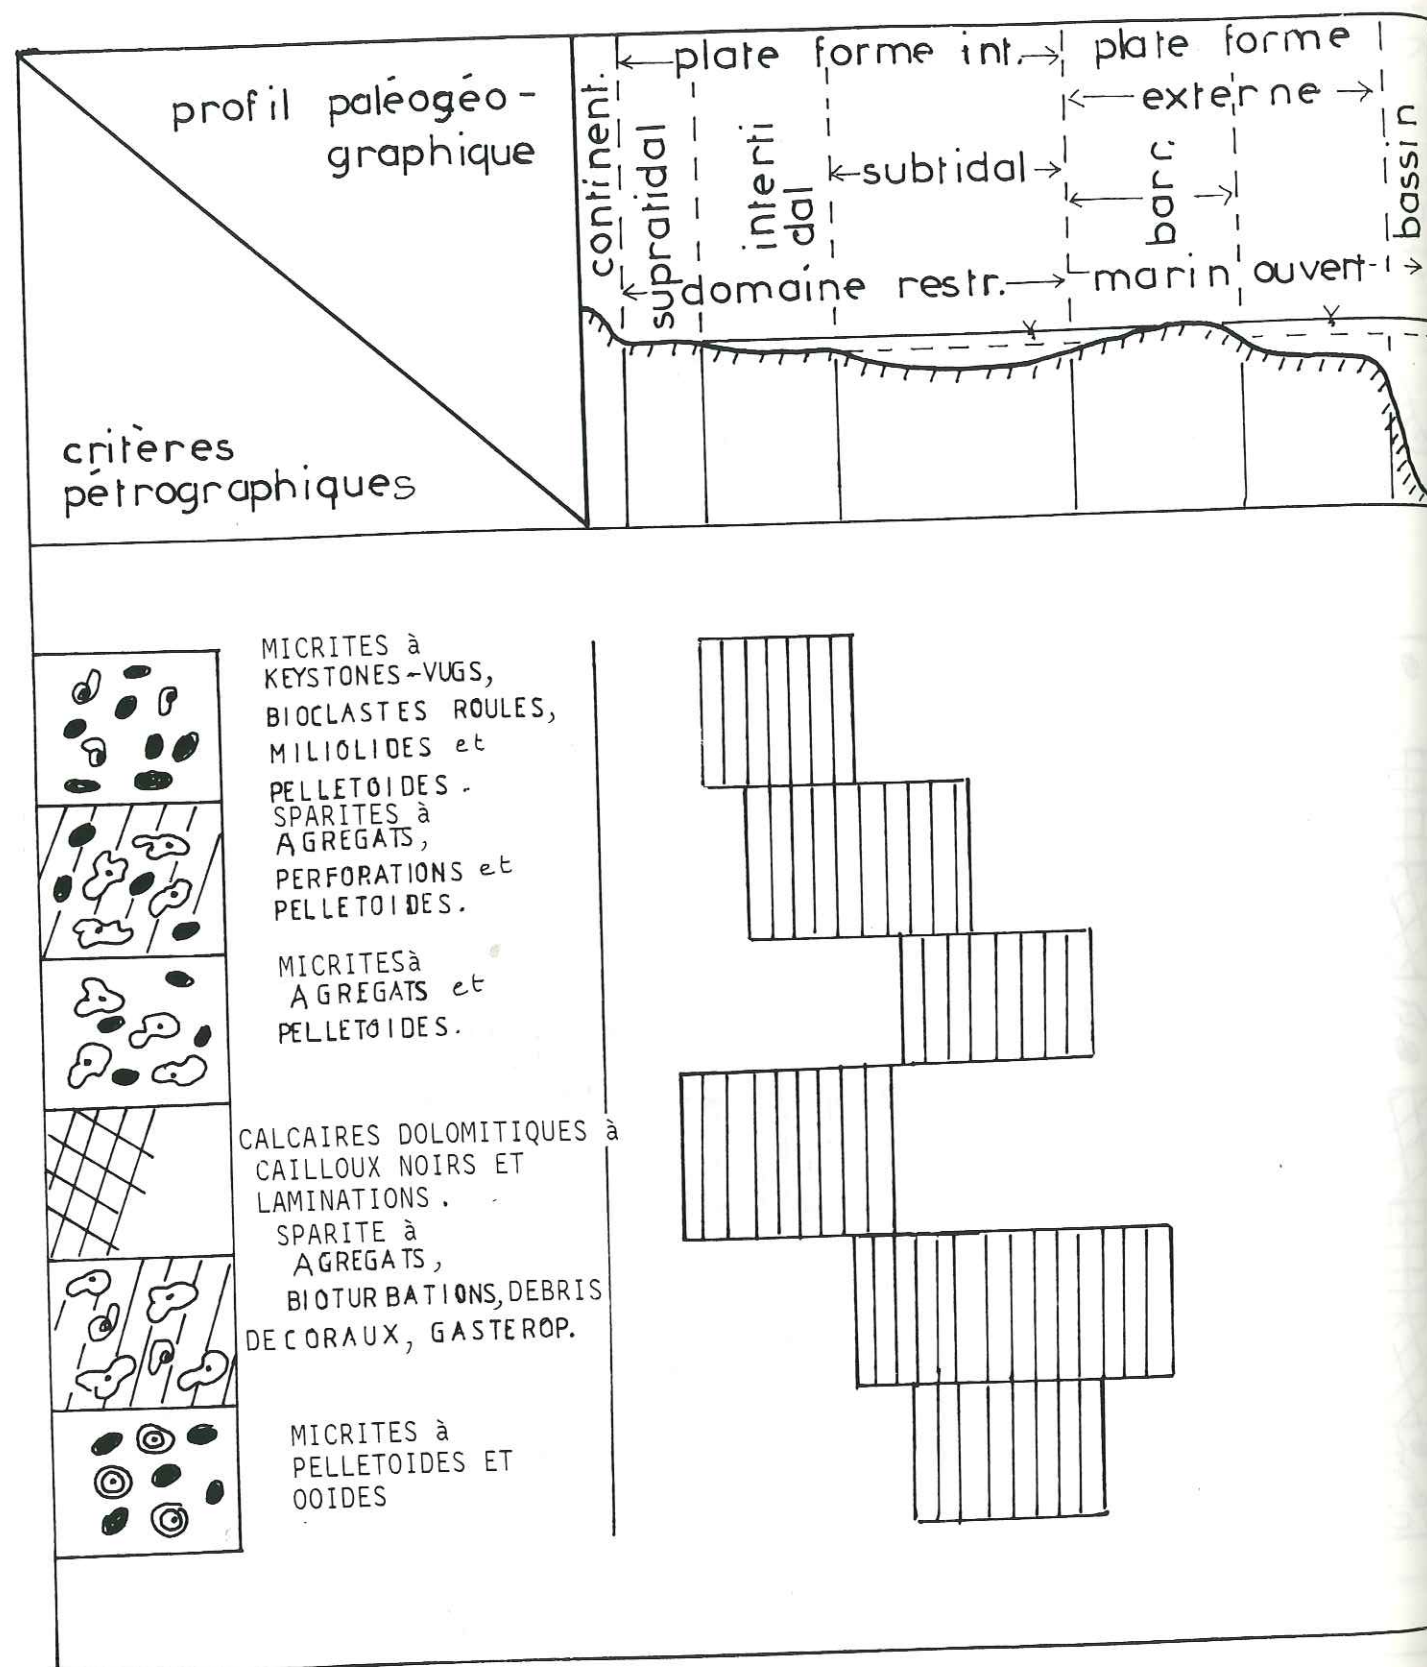 profil paléogéo-
graphique
critères
pétrographiques
continent.
plate forme int.
plate forme
externe
supratidal
interti
dal
subtidal
barr.
bassin
domaine restr.
marin ouvert
MICRITES à
KEYSTONES-VUGS,
BIOCLASTES ROULES,
MILIOLIDES et
PELLETOIDES.
SPARITES à
AGREGATS,
PERFORATIONS et
PELLETOIDES.
MICRITES à
AGREGATS et
PELLETOIDES.
CALCAIRES DOLOMITIQUES à
CAILLOUX NOIRS ET
LAMINATIONS.
SPARITE à
AGREGATS,
BIOTURBATIONS, DEBRIS
DE CORAUX, GASTEROP.
MICRITES à
PELLETOIDES ET
OOIDES